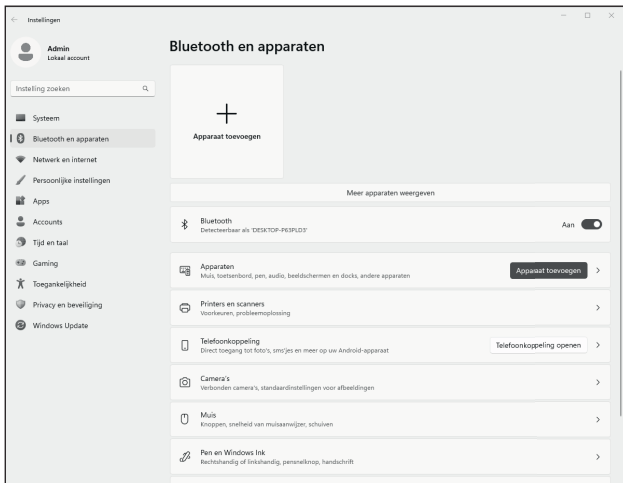 Instellingen
Admin
Lokaal account
Instelling zoeken
Systeem
Bluetooth en apparaten
Netwerk en internet
Persoonlijke instellingen
Apps
Accounts
Tijd en taal
Gaming
Toegankelijkheid
Privacy en beveiliging
Windows Update
Bluetooth en apparaten
Apparaat toevoegen
Meer apparaten weergeven
Bluetooth
Detecteerbaar als 'DESKTOP-P63PLD3'
Aan
Apparaten
Muis, toetsenbord, pen, audio, beeldschermen en docks, andere apparaten
Apparaat toevoegen
Printers en scanners
Voorkeuren, probleemoplossing
Telefoonkoppeling
Direct toegang tot foto's, sms'jes en meer op uw Android-apparaat
Telefoonkoppeling openen
Camera's
Verbonden camera's, standaardinstellingen voor afbeeldingen
Muis
Knoppen, snelheid van muisaanwijzer, schuiven
Pen en Windows Ink
Rechtshandig of linkshandig, pensnelknop, handschrift